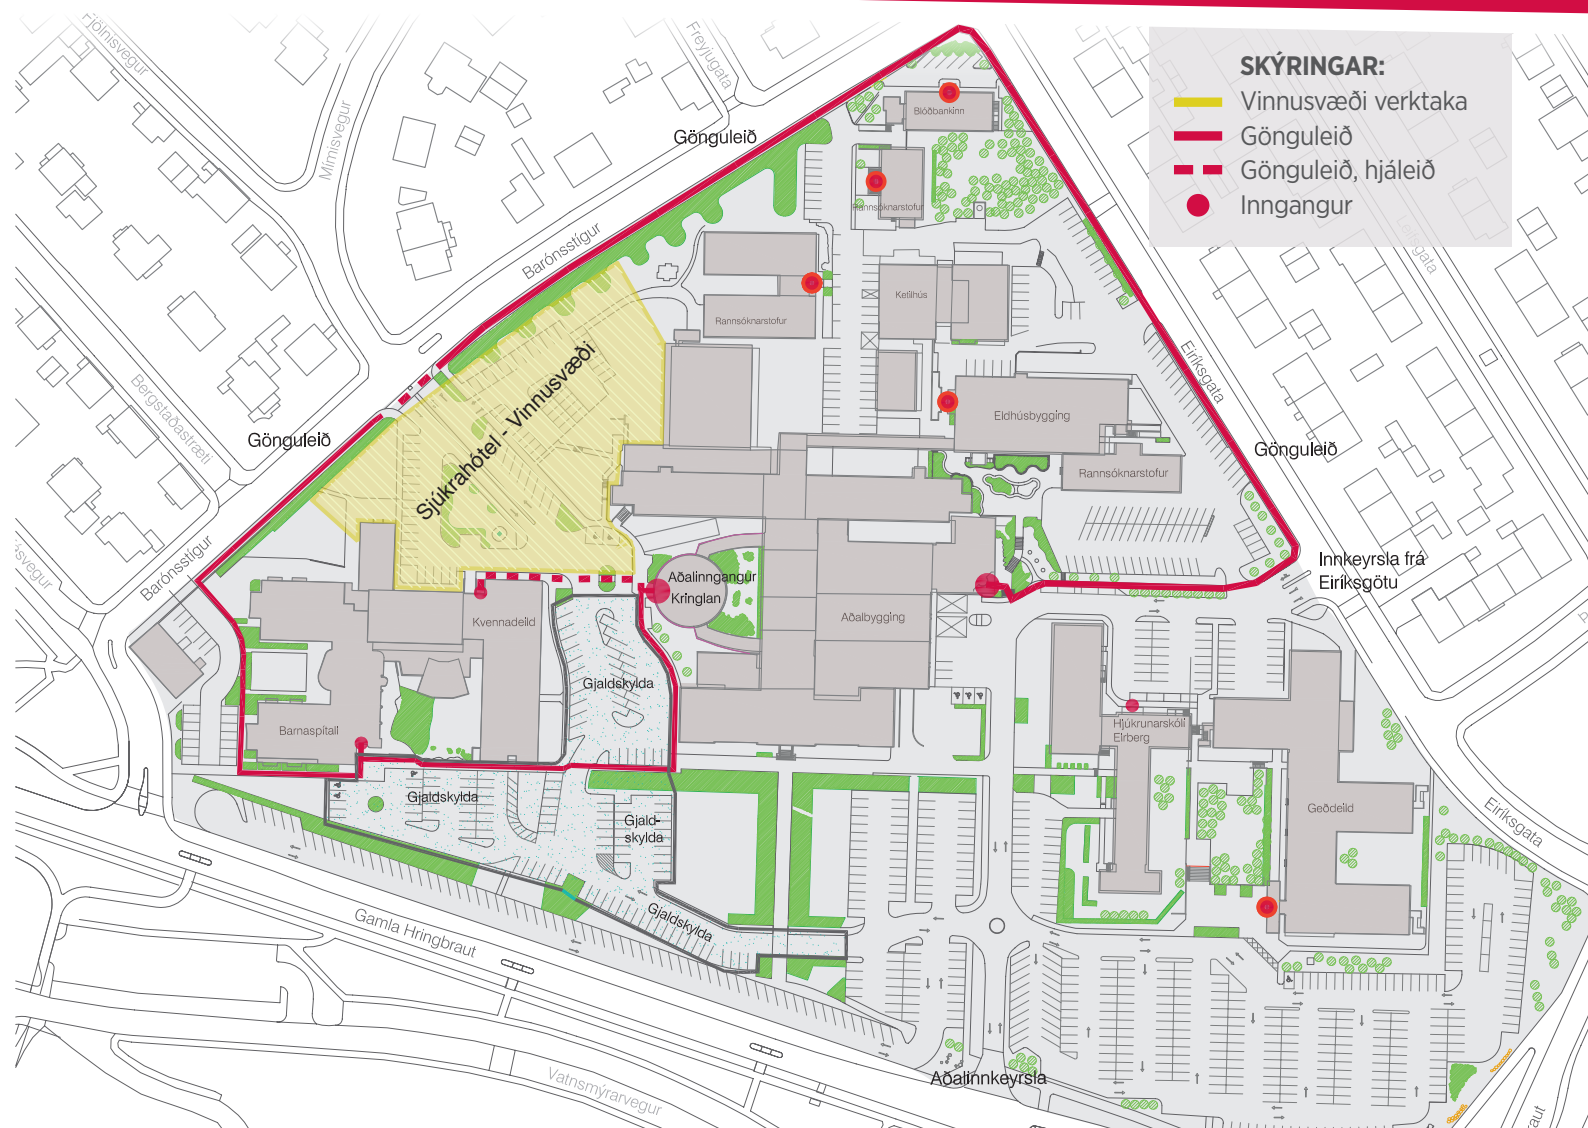 SKÝRINGAR:
Vinnusvæði verktaka
Gönguleið
Gönguleið, hjáleið
Inngangur
Fjölnisvegur
Mímisvegur
Freyjugata
Gönguleið
Barónsstígur
Blóðbankinn
Rannsóknarstofur
Rannsóknarstofur
Ketilhús
Eiríksgata
Bergstaðastræti
Gönguleið
Sjúkrahótel - Vinnusvæði
Eldhúsbygging
Rannsóknarstofur
Gönguleið
Innkeyrsla frá
Eiríksgötu
Barónsstígur
Aðalinngangur
Kringlan
Kvennadeild
Aðalbygging
Gjaldskylda
Barnaspítali
Hjúkrunarskóli
Eirberg
Geðdeild
Gjaldskylda
Gjald-
skylda
Gjaldskylda
Eiríksgata
Gamla Hringbraut
Vatnsmýrarvegur
Aðalinnkeyrsla